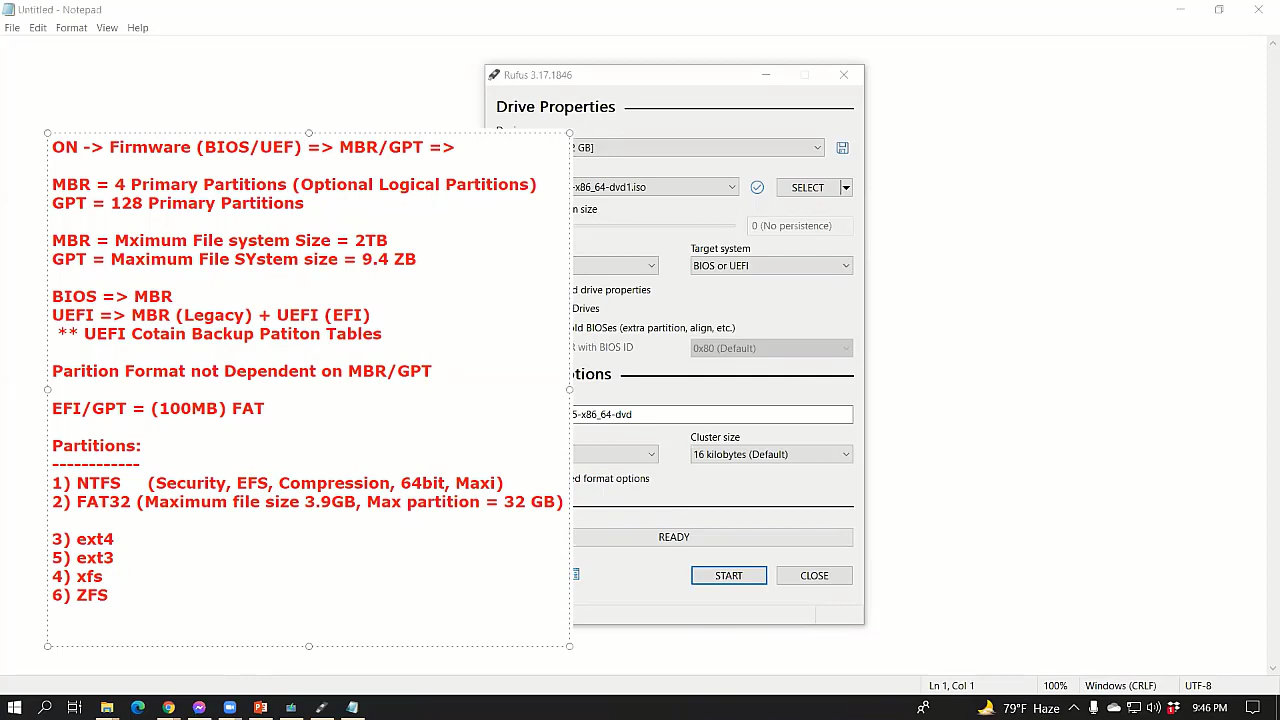 Untitled - Notepad
File Edit Format View Help
Rufus 3.17.1846
Drive Properties
2 GB]
-x86_64-dvd1.iso
SELECT
n size
0 (No persistence)
Target system
BIOS or UEFI
d drive properties
Drives
ld BIOSes (extra partition, align, etc.)
R with BIOS ID
0x80 (Default)
tions
5-x86_64-dvd
Cluster size
16 kilobytes (Default)
ed format options
READY
START CLOSE
ON -> Firmware (BIOS/UEF) => MBR/GPT =>
MBR = 4 Primary Partitions (Optional Logical Partitions)
GPT = 128 Primary Partitions
MBR = Mximum File system Size = 2TB
GPT = Maximum File SYstem size = 9.4 ZB
BIOS => MBR
UEFI => MBR (Legacy) + UEFI (EFI)
** UEFI Cotain Backup Patiton Tables
Parition Format not Dependent on MBR/GPT
EFI/GPT = (100MB) FAT
Partitions:
------------
1) NTFS (Security, EFS, Compression, 64bit, Maxi)
2) FAT32 (Maximum file size 3.9GB, Max partition = 32 GB)
3) ext4
5) ext3
4) xfs
6) ZFS
Ln 1, Col 1 100% Windows (CRLF) UTF-8
79°F Haze 9:46 PM